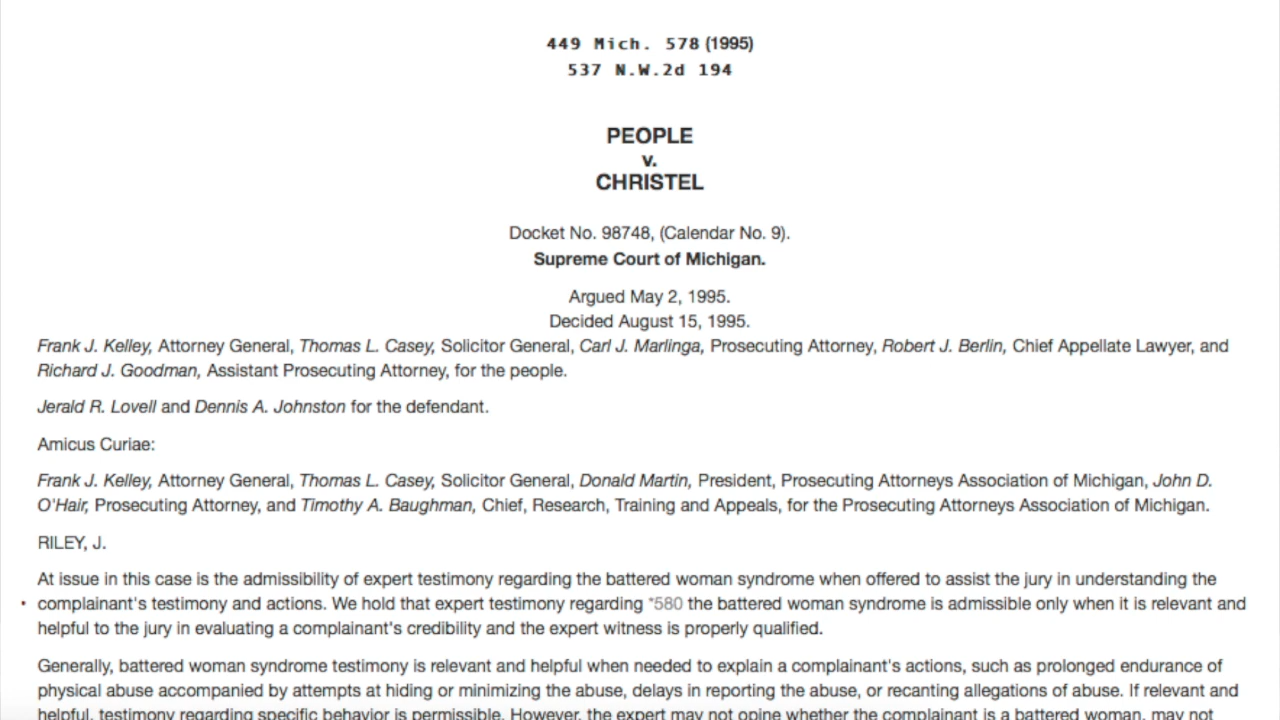 449 Mich. 578 (1995)
537 N.W.2d 194
PEOPLE
v.
CHRISTEL
Docket No. 98748, (Calendar No. 9).
Supreme Court of Michigan.
Argued May 2, 1995.
Decided August 15, 1995.
Frank J. Kelley, Attorney General, Thomas L. Casey, Solicitor General, Carl J. Marlinga, Prosecuting Attorney, Robert J. Berlin, Chief Appellate Lawyer, and
Richard J. Goodman, Assistant Prosecuting Attorney, for the people.
Jerald R. Lovell and Dennis A. Johnston for the defendant.
Amicus Curiae:
Frank J. Kelley, Attorney General, Thomas L. Casey, Solicitor General, Donald Martin, President, Prosecuting Attorneys Association of Michigan, John D.
O'Hair, Prosecuting Attorney, and Timothy A. Baughman, Chief, Research, Training and Appeals, for the Prosecuting Attorneys Association of Michigan.
RILEY, J.
At issue in this case is the admissibility of expert testimony regarding the battered woman syndrome when offered to assist the jury in understanding the
complainant's testimony and actions. We hold that expert testimony regarding *580 the battered woman syndrome is admissible only when it is relevant and
helpful to the jury in evaluating a complainant's credibility and the expert witness is properly qualified.
Generally, battered woman syndrome testimony is relevant and helpful when needed to explain a complainant's actions, such as prolonged endurance of
physical abuse accompanied by attempts at hiding or minimizing the abuse, delays in reporting the abuse, or recanting allegations of abuse. If relevant and
helpful, testimony regarding specific behavior is permissible. However, the expert may not opine whether the complainant is a battered woman, may not